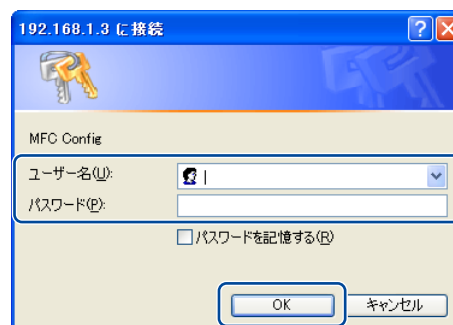 192.168.1.3 に接続
MFC Config
ユーザー名(U):
パスワード(P):
パスワードを記憶する(R)
OK
キャンセル